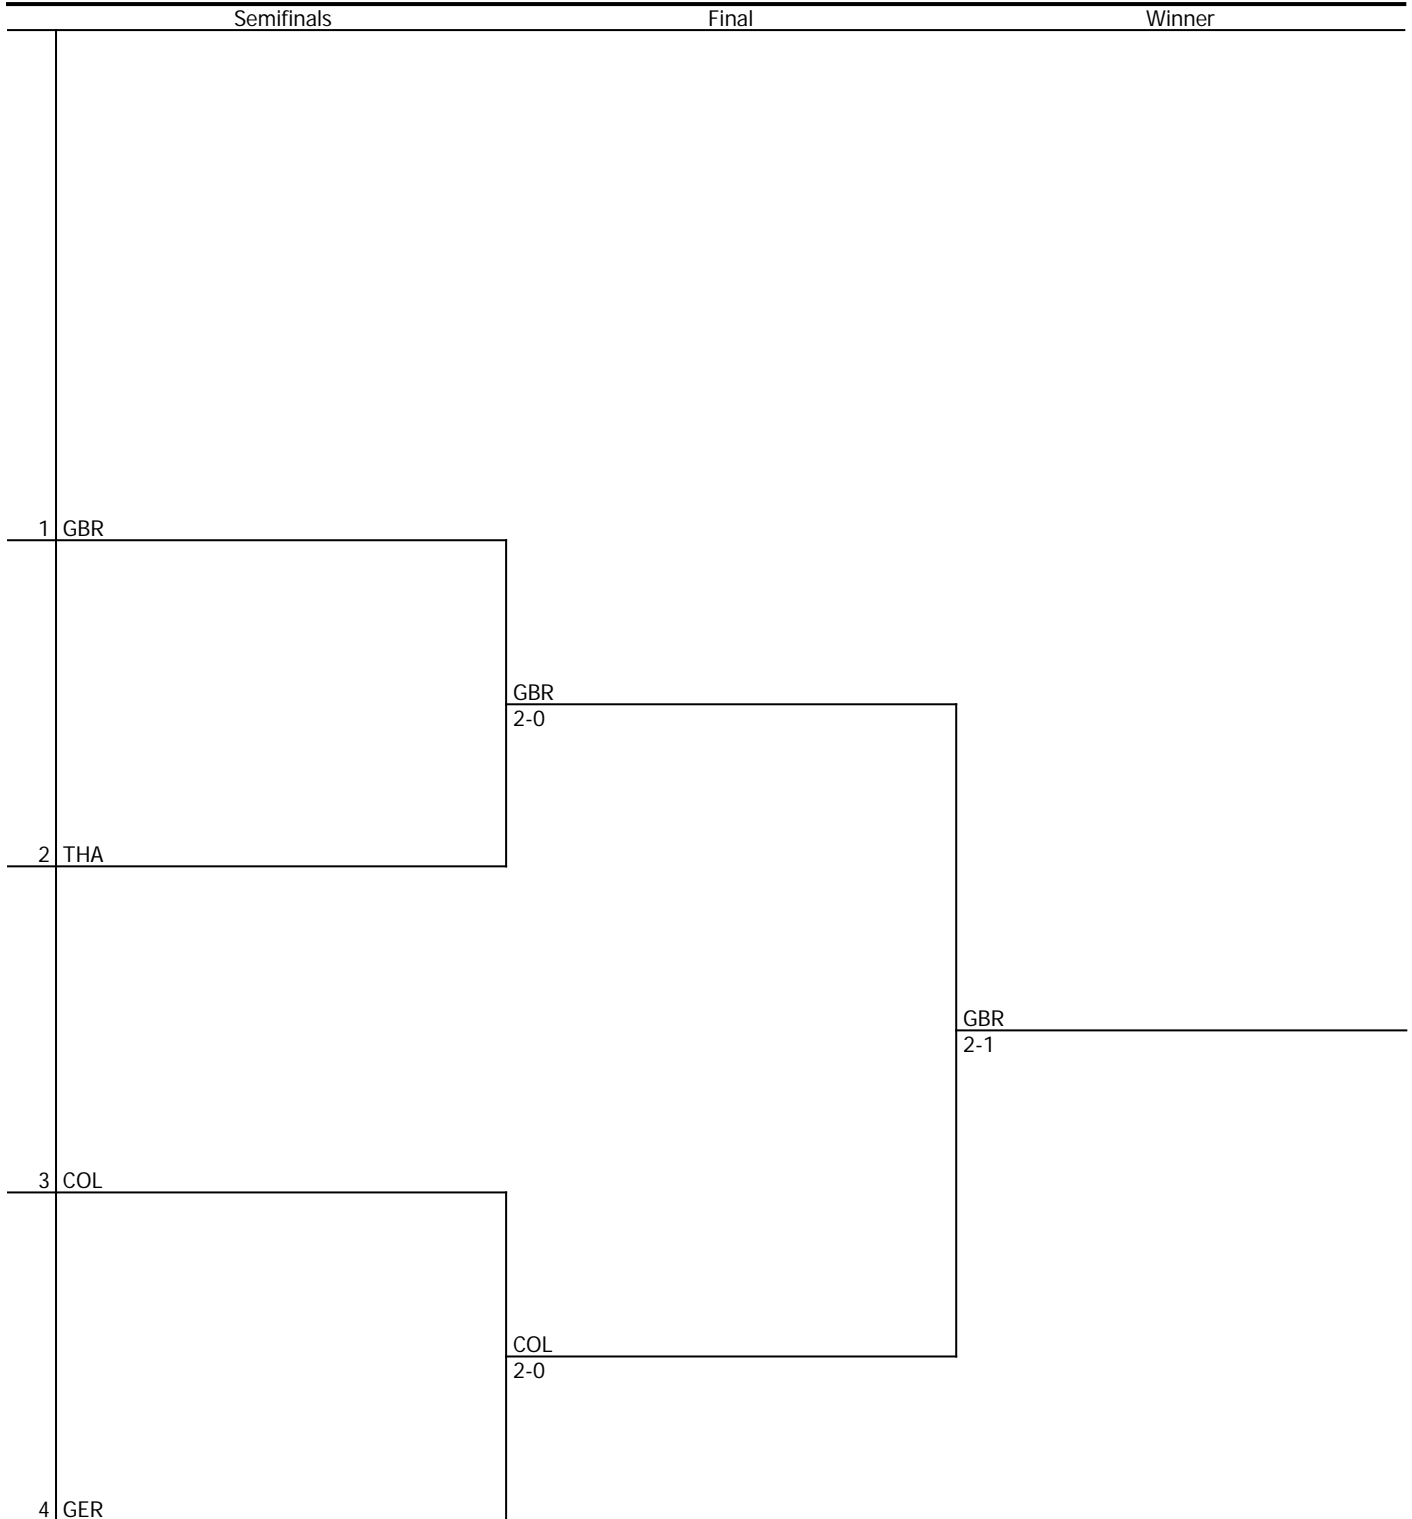 Semifinals Final Winner
1 GBR
GBR
2-0
2 THA
GBR
2-1
3 COL
COL
2-0
4 GER